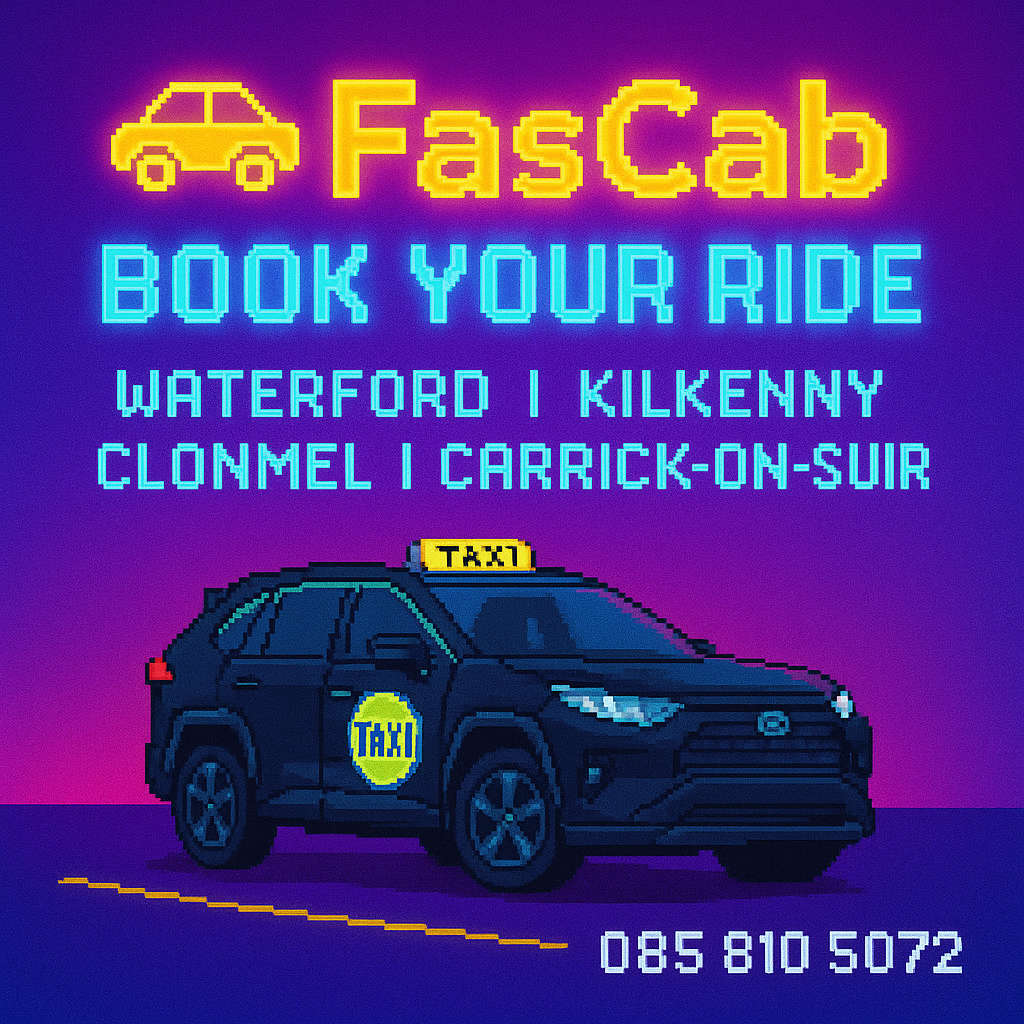 FasCab
BOOK YOUR RIDE
WATERFORD | KILKENNY
CLONMEL | CARRICK-ON-SUIR
TAXI
TAXI
085 810 5072